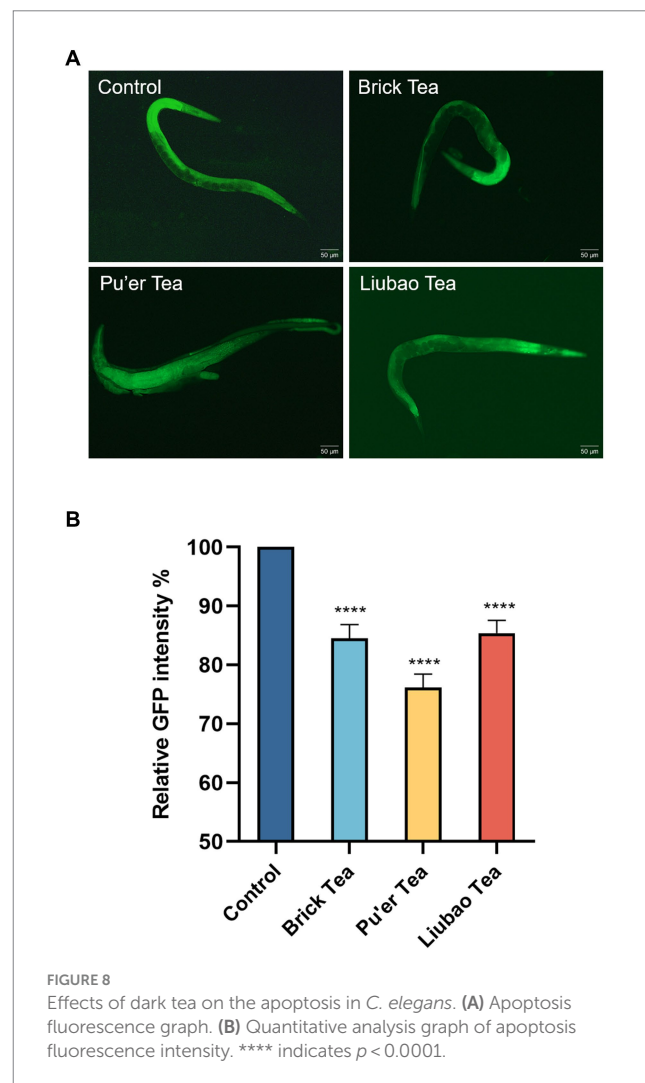 A
Control
Brick Tea
50 µm
50 µm
Pu'er Tea
Liubao Tea
50 µm
50 µm
B
Relative GFP intensity %
100
90
80
70
60
50
****
****
****
Control
Brick Tea
Pu'er Tea
Liubao Tea
FIGURE 8
Effects of dark tea on the apoptosis in C. elegans. (A) Apoptosis
fluorescence graph. (B) Quantitative analysis graph of apoptosis
fluorescence intensity. **** indicates p < 0.0001.